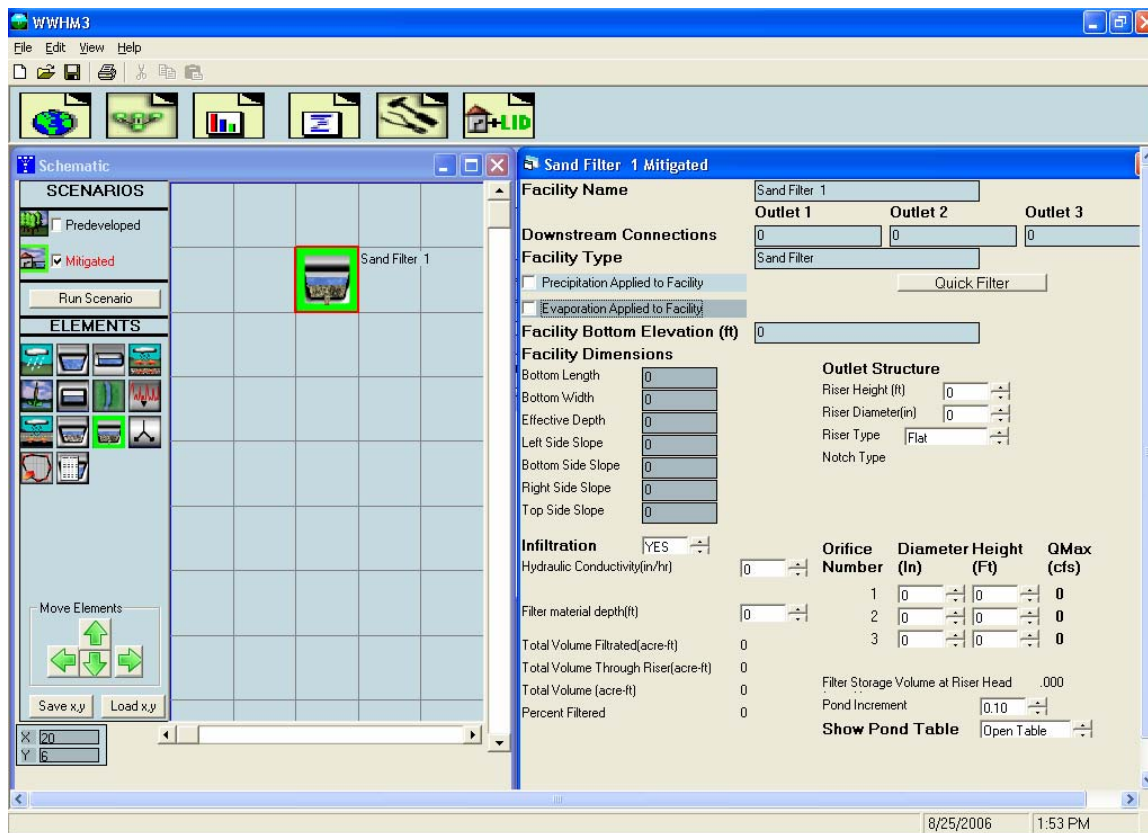 WWHM3
File Edit View Help
+LID
Schematic
SCENARIOS
Predeveloped
Mitigated
Run Scenario
ELEMENTS
Move Elements
Save x,y Load x,y
X 20
Y 6
Sand Filter 1
Sand Filter 1 Mitigated
Facility Name Sand Filter 1
Outlet 1 Outlet 2 Outlet 3
Downstream Connections 0 0 0
Facility Type Sand Filter
Precipitation Applied to Facility Quick Filter
Evaporation Applied to Facility
Facility Bottom Elevation (ft) 0
Facility Dimensions
Bottom Length 0
Bottom Width 0
Effective Depth 0
Left Side Slope 0
Bottom Side Slope 0
Right Side Slope 0
Top Side Slope 0
Outlet Structure
Riser Height (ft) 0
Riser Diameter(in) 0
Riser Type Flat
Notch Type
Infiltration YES
Hydraulic Conductivity(in/hr) 0
Filter material depth(ft) 0
Total Volume Filtrated(acre-ft) 0
Total Volume Through Riser(acre-ft) 0
Total Volume (acre-ft) 0
Percent Filtered 0
Orifice Diameter Height QMax
Number (In) (Ft) (cfs)
1 0 0 0
2 0 0 0
3 0 0 0
Filter Storage Volume at Riser Head .000
Pond Increment 0.10
Show Pond Table Open Table
8/25/2006 1:53 PM